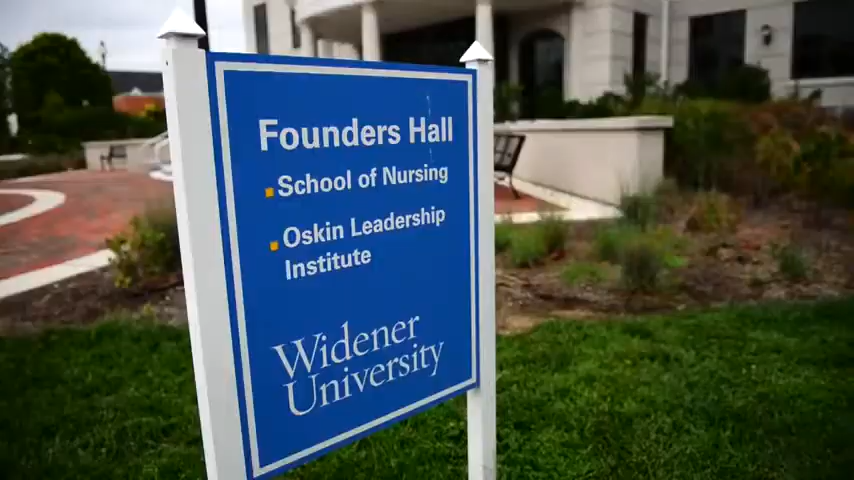 Founders Hall
School of Nursing
Oskin Leadership
Institute
Widener
University